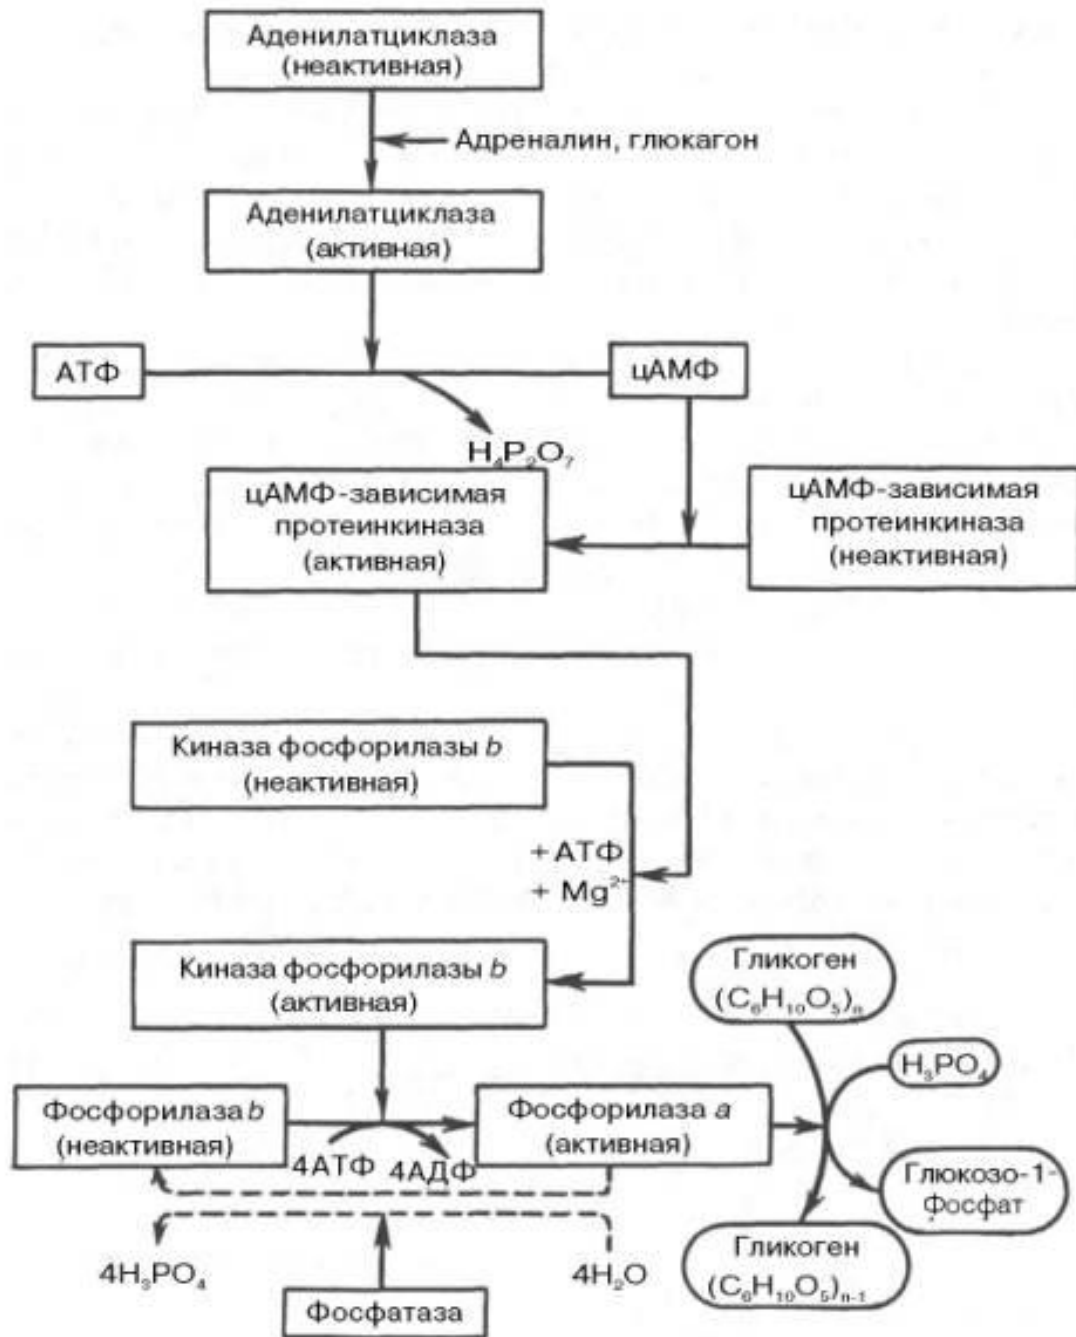 Аденилатциклаза
(неактивная)
Адреналин, глюкагон
Аденилатциклаза
(активная)
АТФ
цАМФ
H₄P₂O₇
цАМФ-зависимая
протеинкиназа
(активная)
цАМФ-зависимая
протеинкиназа
(неактивная)
Киназа фосфорилазы b
(неактивная)
+ АТФ
+ Mg²⁺
Киназа фосфорилазы b
(активная)
Гликоген
(C₆H₁₀O₅)ₙ
H₃PO₄
Фосфорилаза b
(неактивная)
4АТФ
4АДФ
Фосфорилаза a
(активная)
Глюкозо-1-
Фосфат
4H₃PO₄
4H₂O
Гликоген
(C₆H₁₀O₅)ₙ₋₁
Фосфатаза